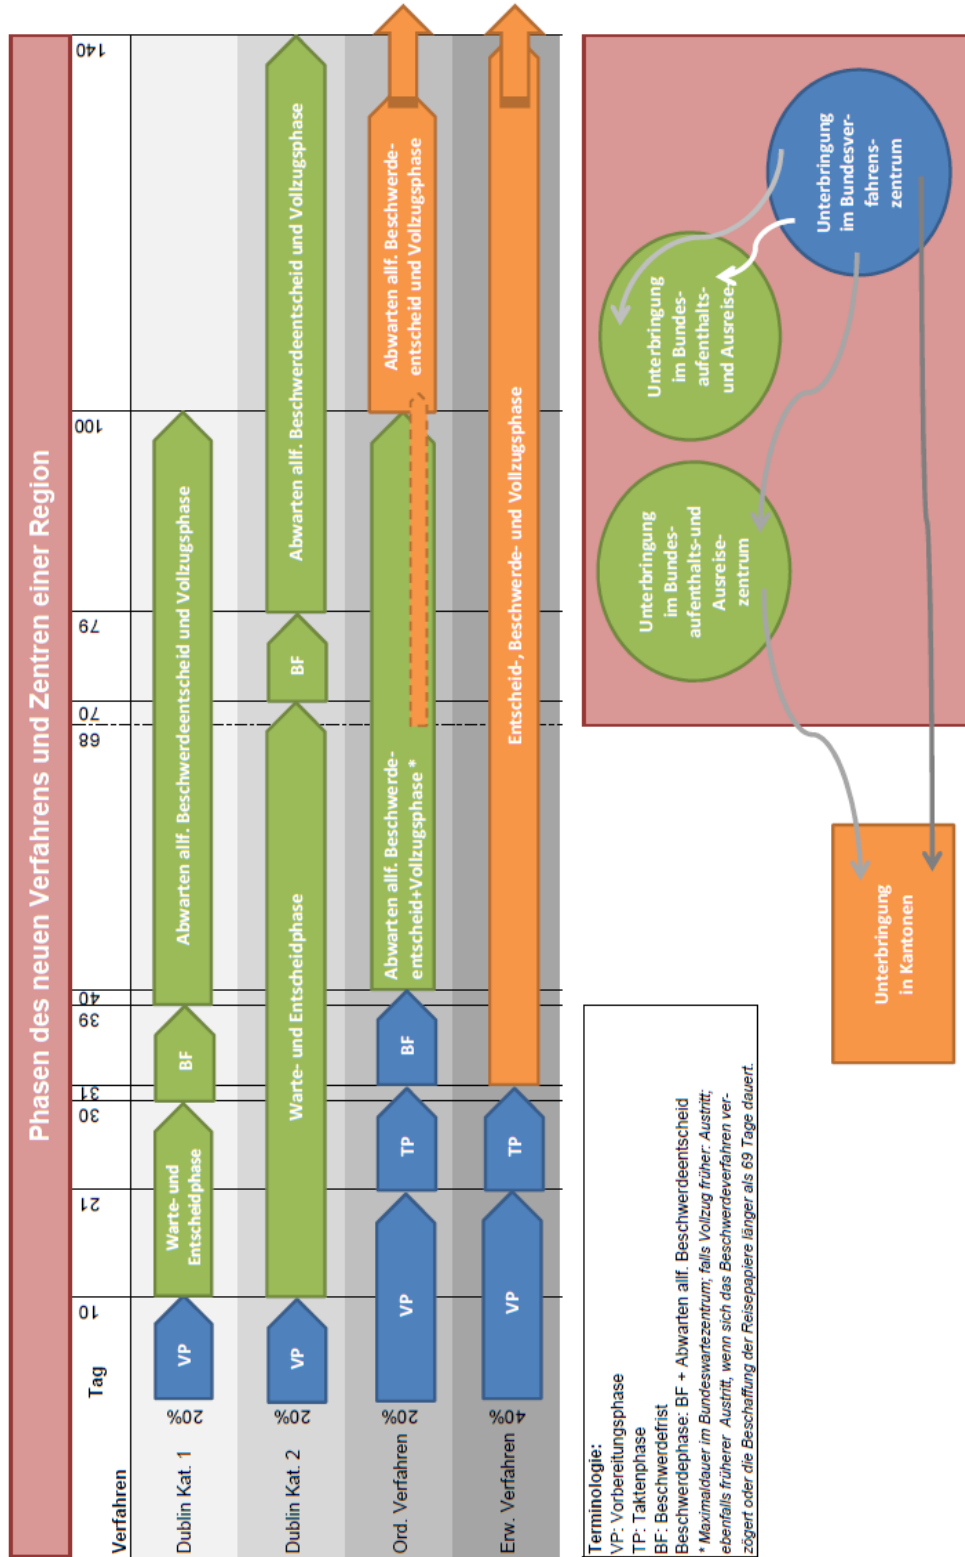 Phasen des neuen Verfahrens und Zentren einer Region
Verfahren
Tag
10
21
30
31
39
40
68
70
79
100
140
Dublin Kat. 1
20%
VP
Warte- und
Entscheidphase
BF
Abwarten allf. Beschwerdeentscheid und Vollzugsphase
Dublin Kat. 2
20%
VP
Warte- und Entscheidphase
BF
Abwarten allf. Beschwerdeentscheid und Vollzugsphase
Ord. Verfahren
20%
VP
TP
BF
Abwarten allf. Beschwerde-
entscheid+Vollzugsphase *
Abwarten allf. Beschwerde-
entscheid und Vollzugsphase
Erw. Verfahren
40%
VP
TP
Entscheid-, Beschwerde- und Vollzugsphase
Terminologie:
VP: Vorbereitungsphase
TP: Taktenphase
BF: Beschwerdefrist
Beschwerdephase: BF + Abwarten allf. Beschwerdeentscheid
* Maximaldauer im Bundeswartezentrum; falls Vollzug früher: Austritt;
ebenfalls früherer Austritt, wenn sich das Beschwerdeverfahren ver-
zögert oder die Beschaffung der Reisepapiere länger als 69 Tage dauert.
Unterbringung
in Kantonen
Unterbringung
im Bundes-
aufenthalts-und
Ausreise-
zentrum
Unterbringung
im Bundes-
aufenthalts-
und Ausreise-
Unterbringung
im Bundesver-
fahrens-
zentrum